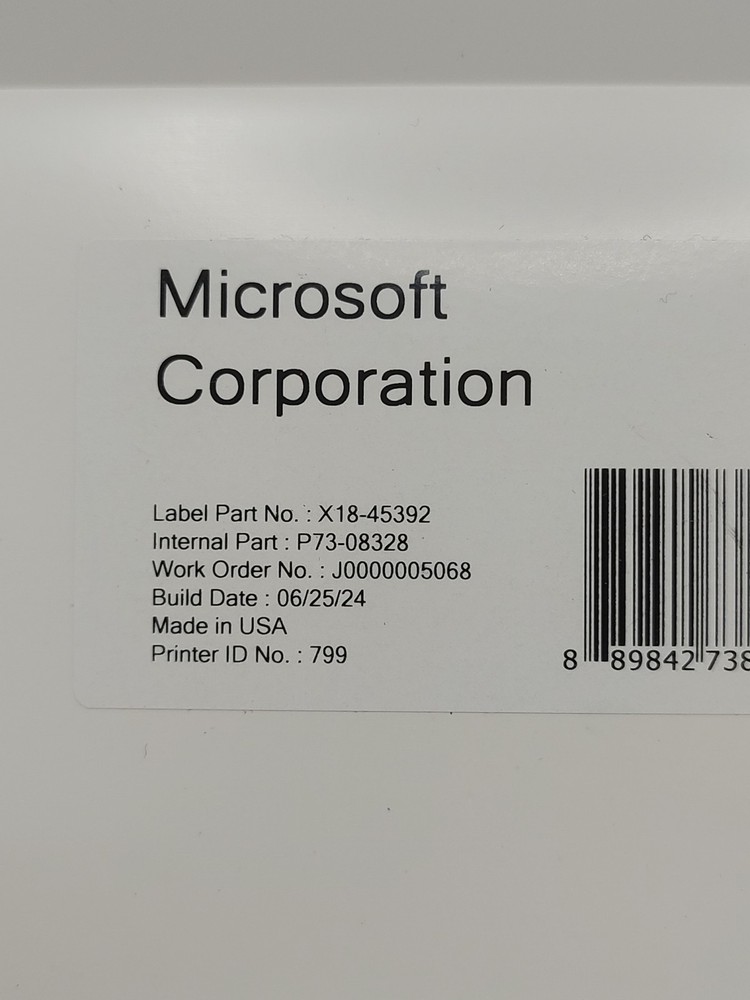 Microsoft
Corporation
Label Part No. : X18-45392
Internal Part : P73-08328
Work Order No. : J0000005068
Build Date : 06/25/24
Made in USA
Printer ID No. : 799
8 89842 738